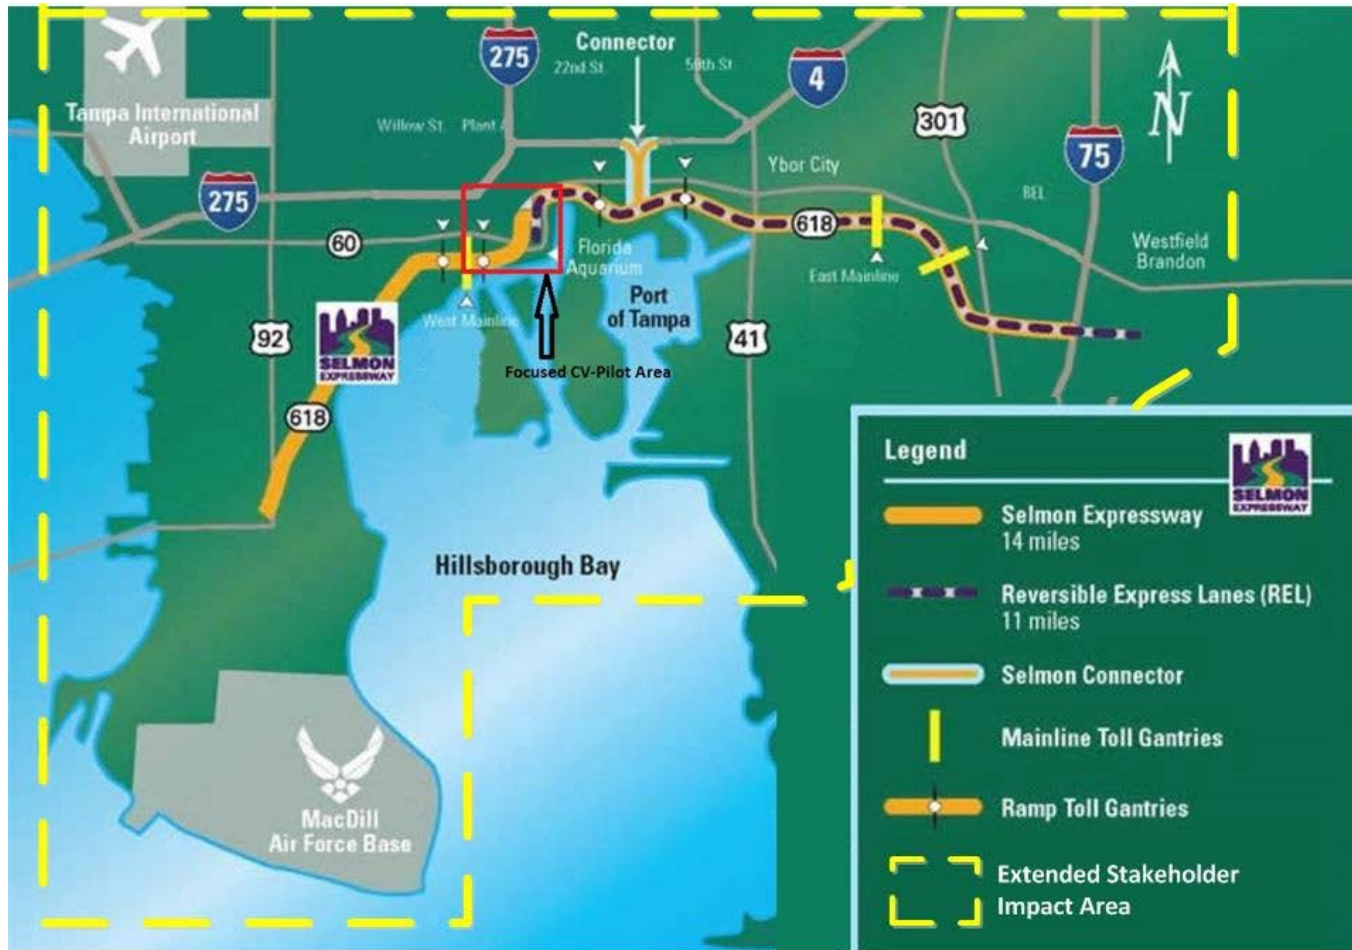 275
Connector
22nd St.
50th St
4
Tampa International
Airport
Willow St.
Plant A
301
N
75
Ybor City
275
REL
60
618
Westfield
Brandon
Florida
Aquarium
East Mainline
Port
of Tampa
West Mainline
92
41
SELMON
EXPRESSWAY
Focused CV-Pilot Area
618
Hillsborough Bay
MacDill
Air Force Base
Legend
SELMON
EXPRESSWAY
Selmon Expressway
14 miles
Reversible Express Lanes (REL)
11 miles
Selmon Connector
Mainline Toll Gantries
Ramp Toll Gantries
Extended Stakeholder
Impact Area